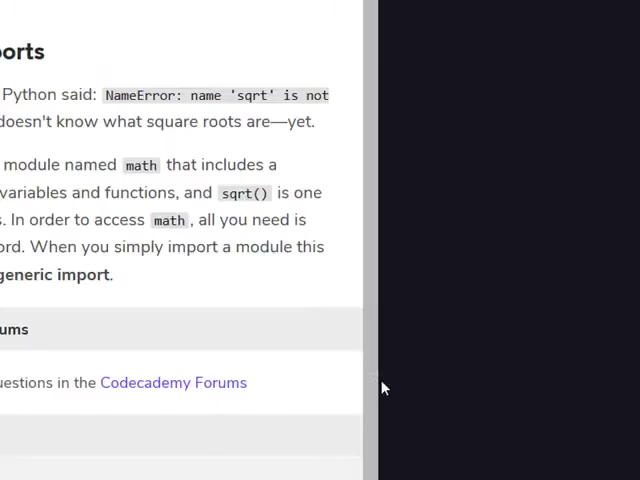 orts
Python said: NameError: name 'sqrt' is not
doesn't know what square roots are—yet.
module named math that includes a
variables and functions, and sqrt() is one
s. In order to access math, all you need is
ord. When you simply import a module this
generic import.
ums
uestions in the Codecademy Forums